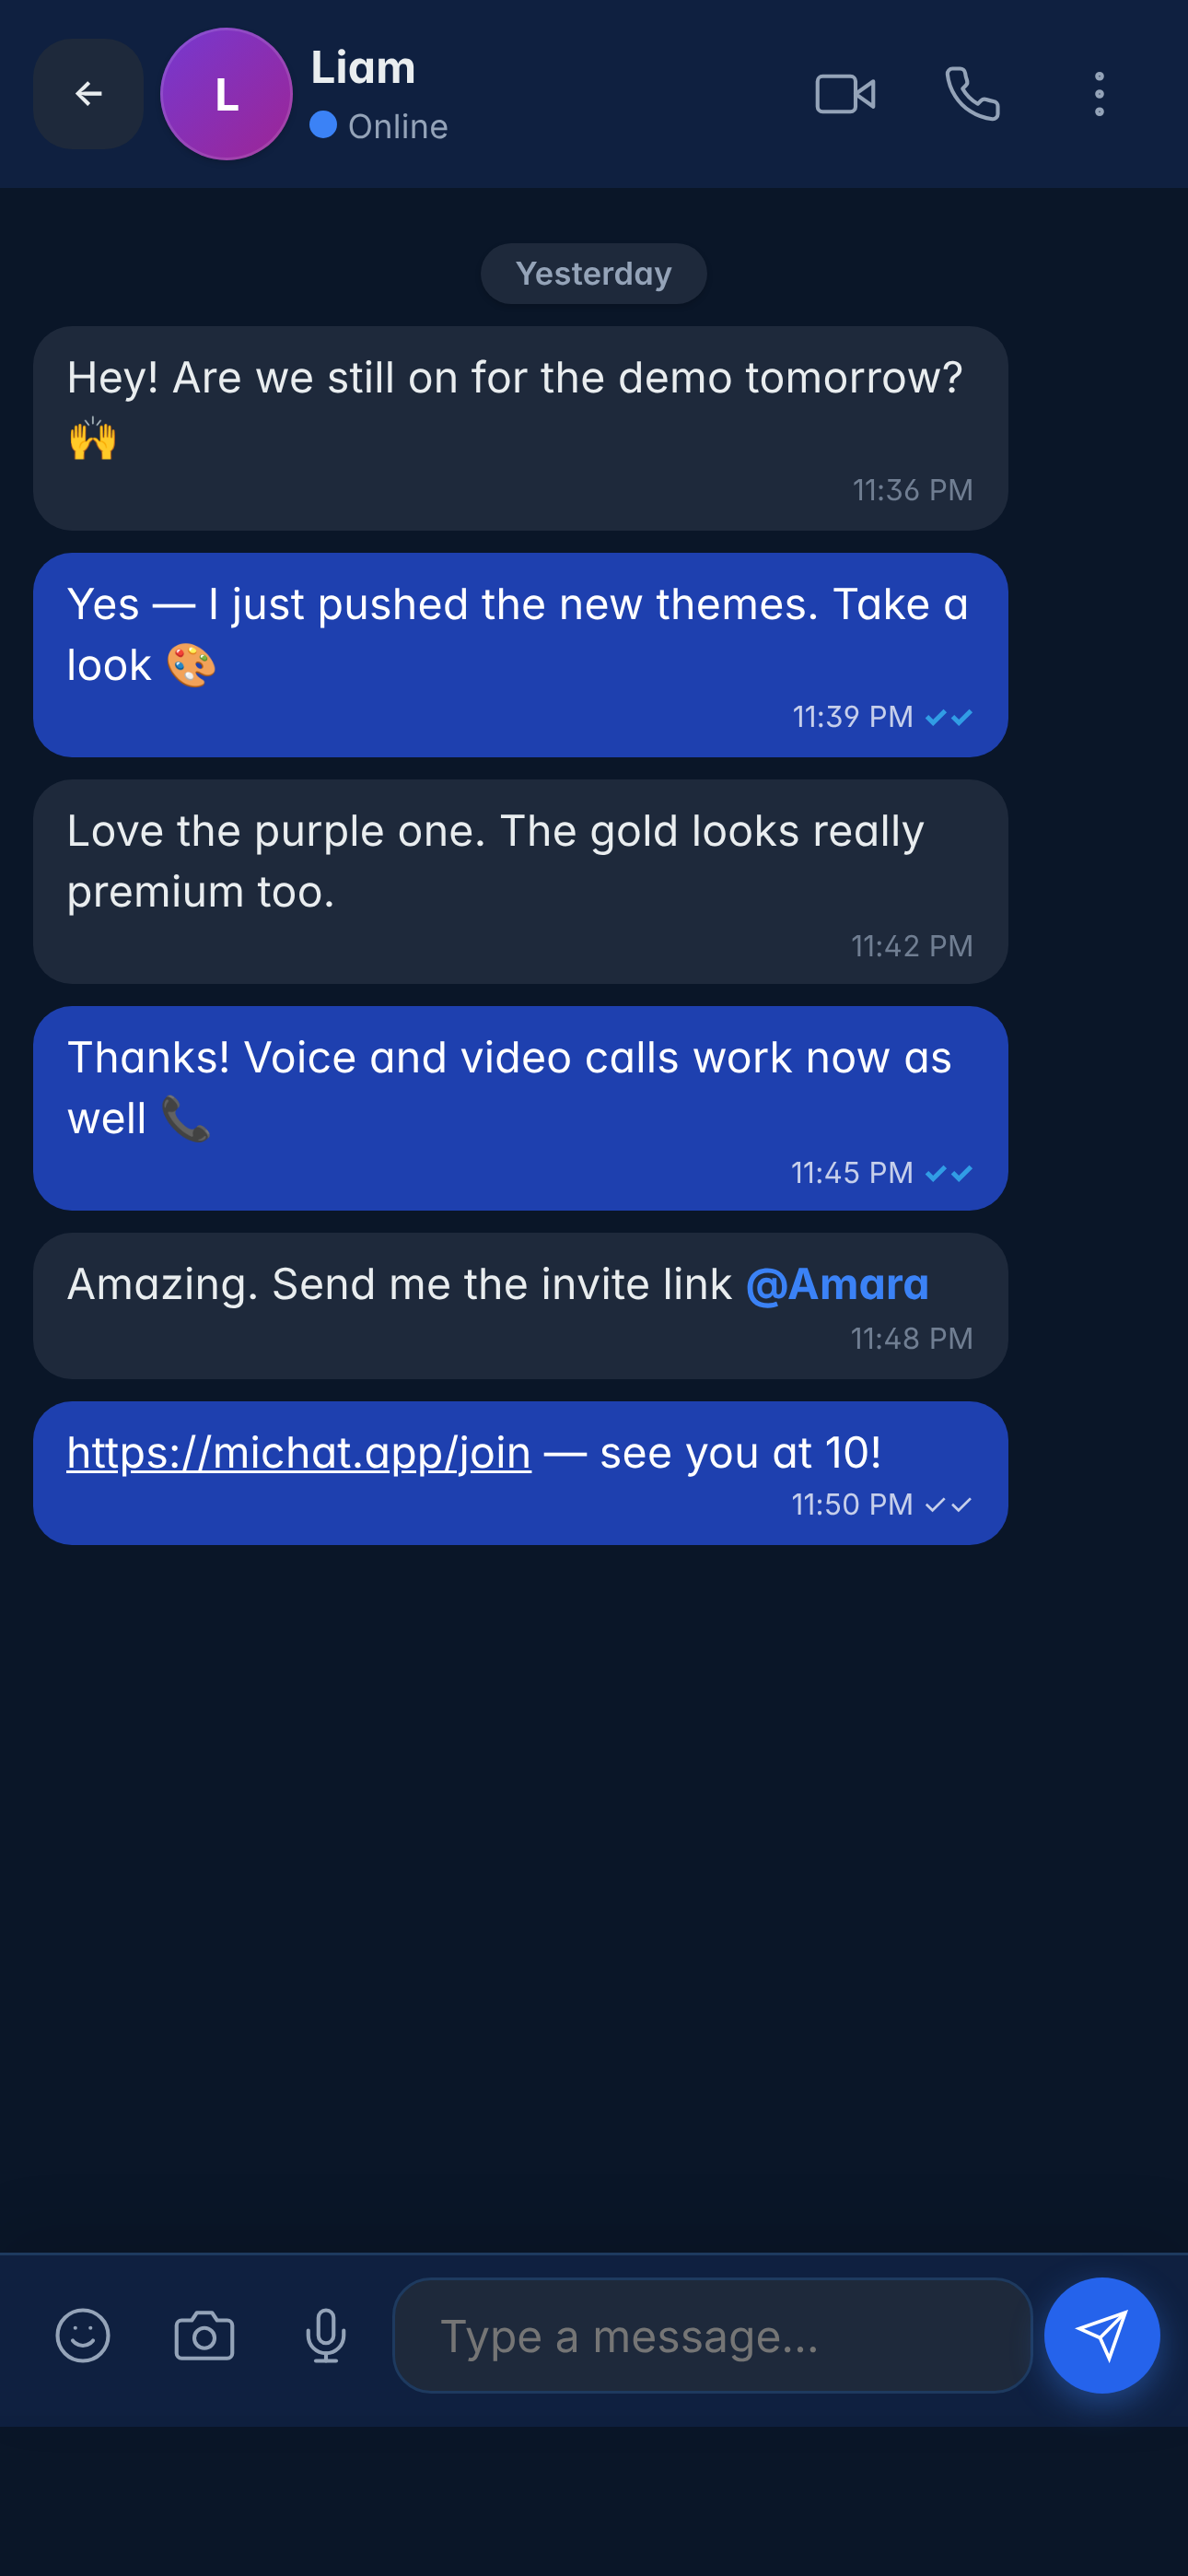 L
Liam
Online
Yesterday
Hey! Are we still on for the demo tomorrow?
🙌
11:36 PM
Yes — I just pushed the new themes. Take a
look 🎨
11:39 PM ✓✓
Love the purple one. The gold looks really
premium too.
11:42 PM
Thanks! Voice and video calls work now as
well 📞
11:45 PM ✓✓
Amazing. Send me the invite link @Amara
11:48 PM
https://michat.app/join — see you at 10!
11:50 PM ✓✓
Type a message...